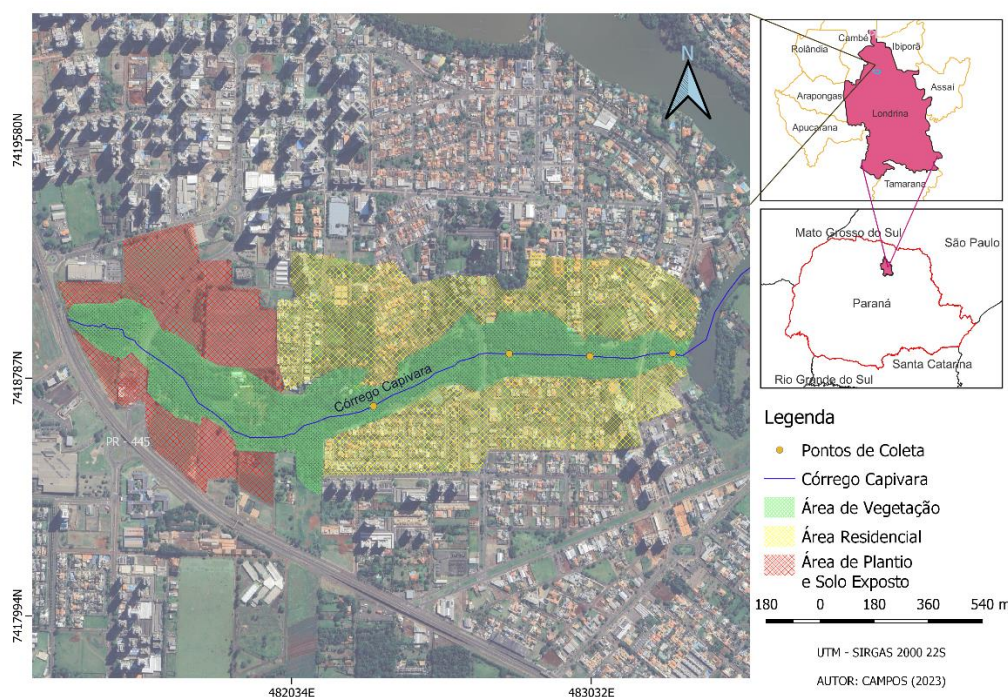 N
7419580N
7418787N
7417994N
482034E
483032E
Córrego Capivara
PR - 445
Cambé
Rolândia
Ibiporã
Arapongas
Assaí
Londrina
Apucarana
Tamarana
Mato Grosso do Sul
São Paulo
Paraná
Santa Catarina
Rio Grande do Sul
Legenda
Pontos de Coleta
Córrego Capivara
Área de Vegetação
Área Residencial
Área de Plantio
e Solo Exposto
180 0 180 360 540 m
UTM - SIRGAS 2000 22S
AUTOR: CAMPOS (2023)